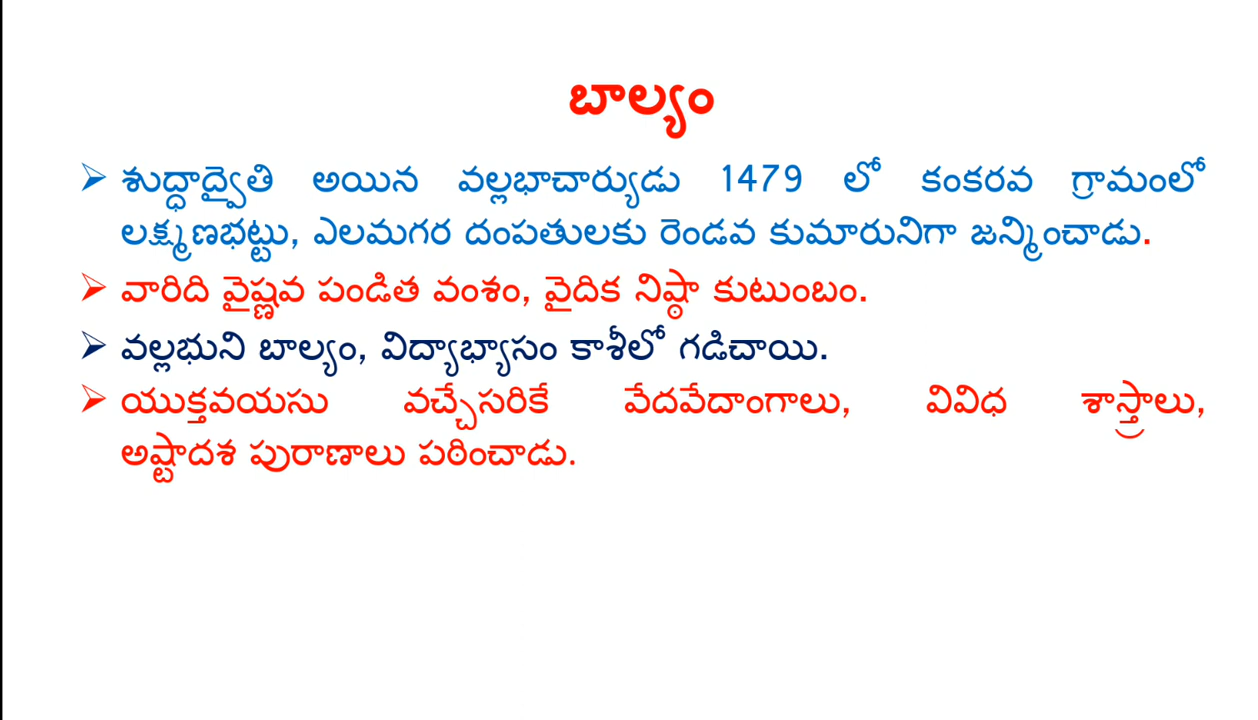 బాల్యం
➢ శుద్ధాద్వైతి అయిన వల్లభాచార్యుడు 1479 లో కంకరవ గ్రామంలో
లక్ష్మణభట్టు, ఎలమగర దంపతులకు రెండవ కుమారునిగా జన్మించాడు.
➢ వారిది వైష్ణవ పండిత వంశం, వైదిక నిష్ఠా కుటుంబం.
➢ వల్లభుని బాల్యం, విద్యాభ్యాసం కాశీలో గడిచాయి.
➢ యుక్తవయసు వచ్చేసరికే వేదవేదాంగాలు, వివిధ శాస్త్రాలు,
అష్టాదశ పురాణాలు పఠించాడు.